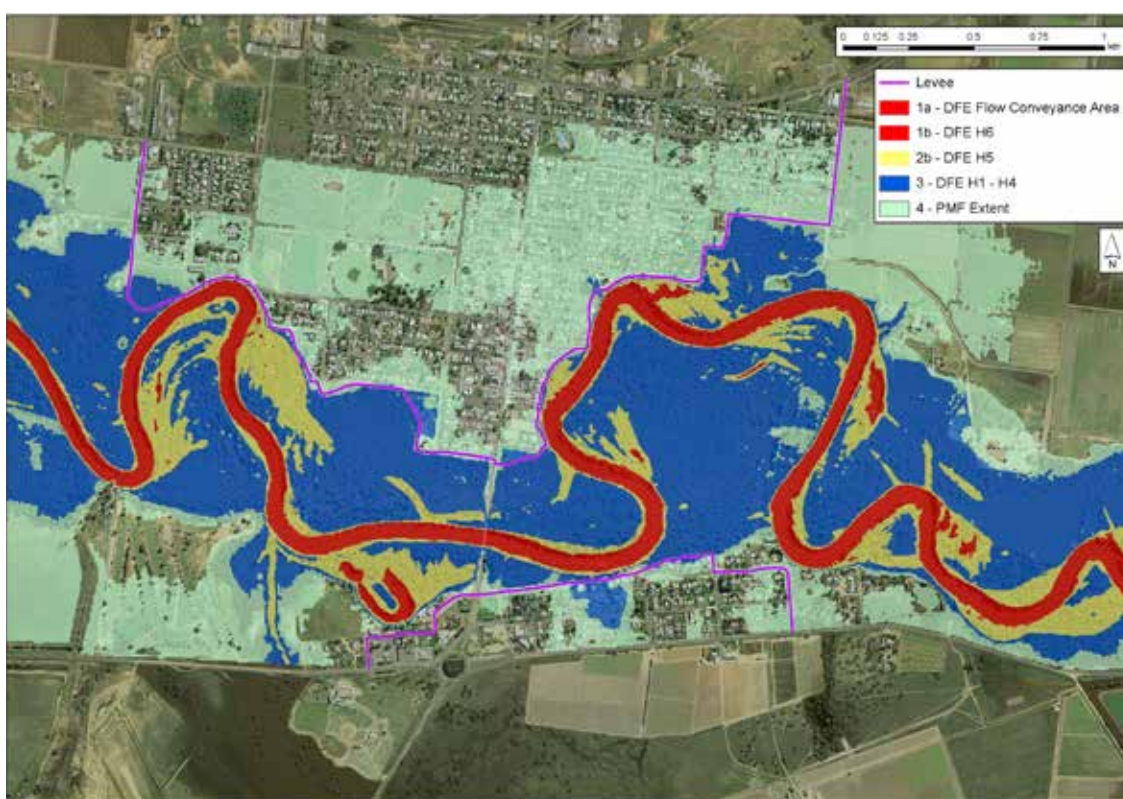 0 0.125 0.25 0.5 0.75 1
km
Levee
1a - DFE Flow Conveyance Area
1b - DFE H6
2b - DFE H5
3 - DFE H1 - H4
4 - PMF Extent
N